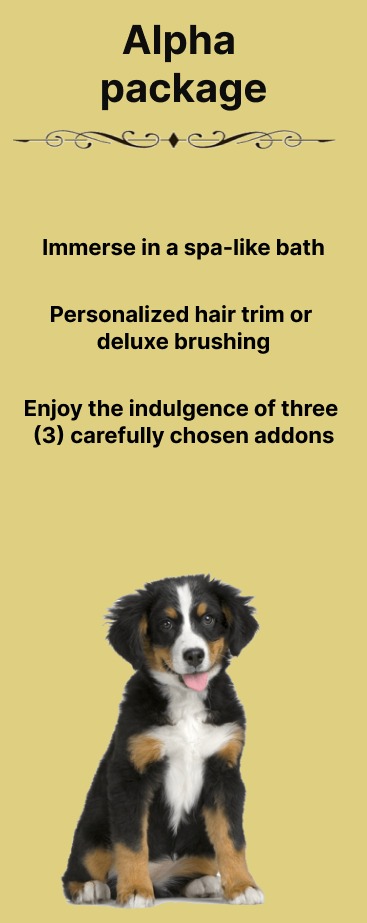 Alpha
package
Immerse in a spa-like bath
Personalized hair trim or
deluxe brushing
Enjoy the indulgence of three
(3) carefully chosen addons